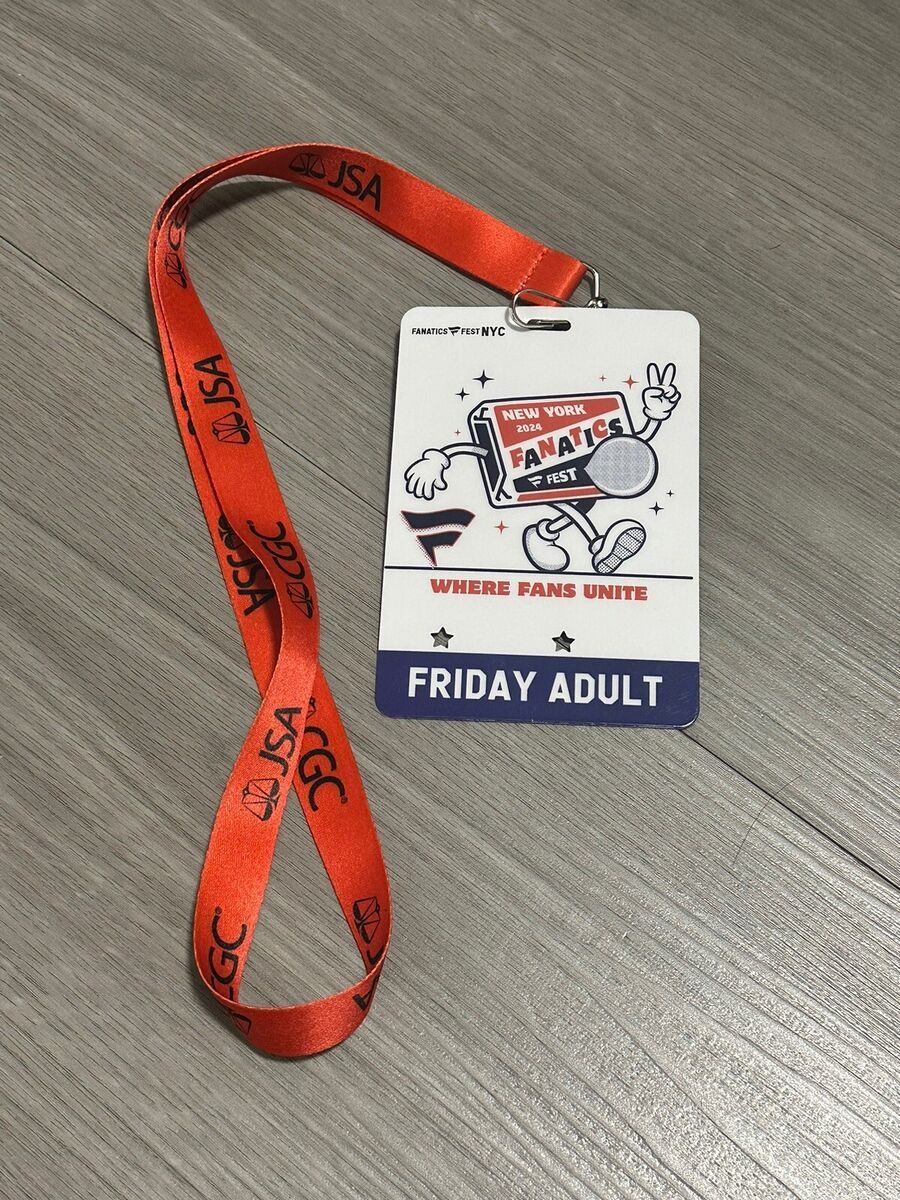 JSA
JSA
CGC
JSA
JSA
CGC
CGC
FANATICS FEST NYC
NEW YORK
2024
FANATICS
FEST
WHERE FANS UNITE
FRIDAY ADULT